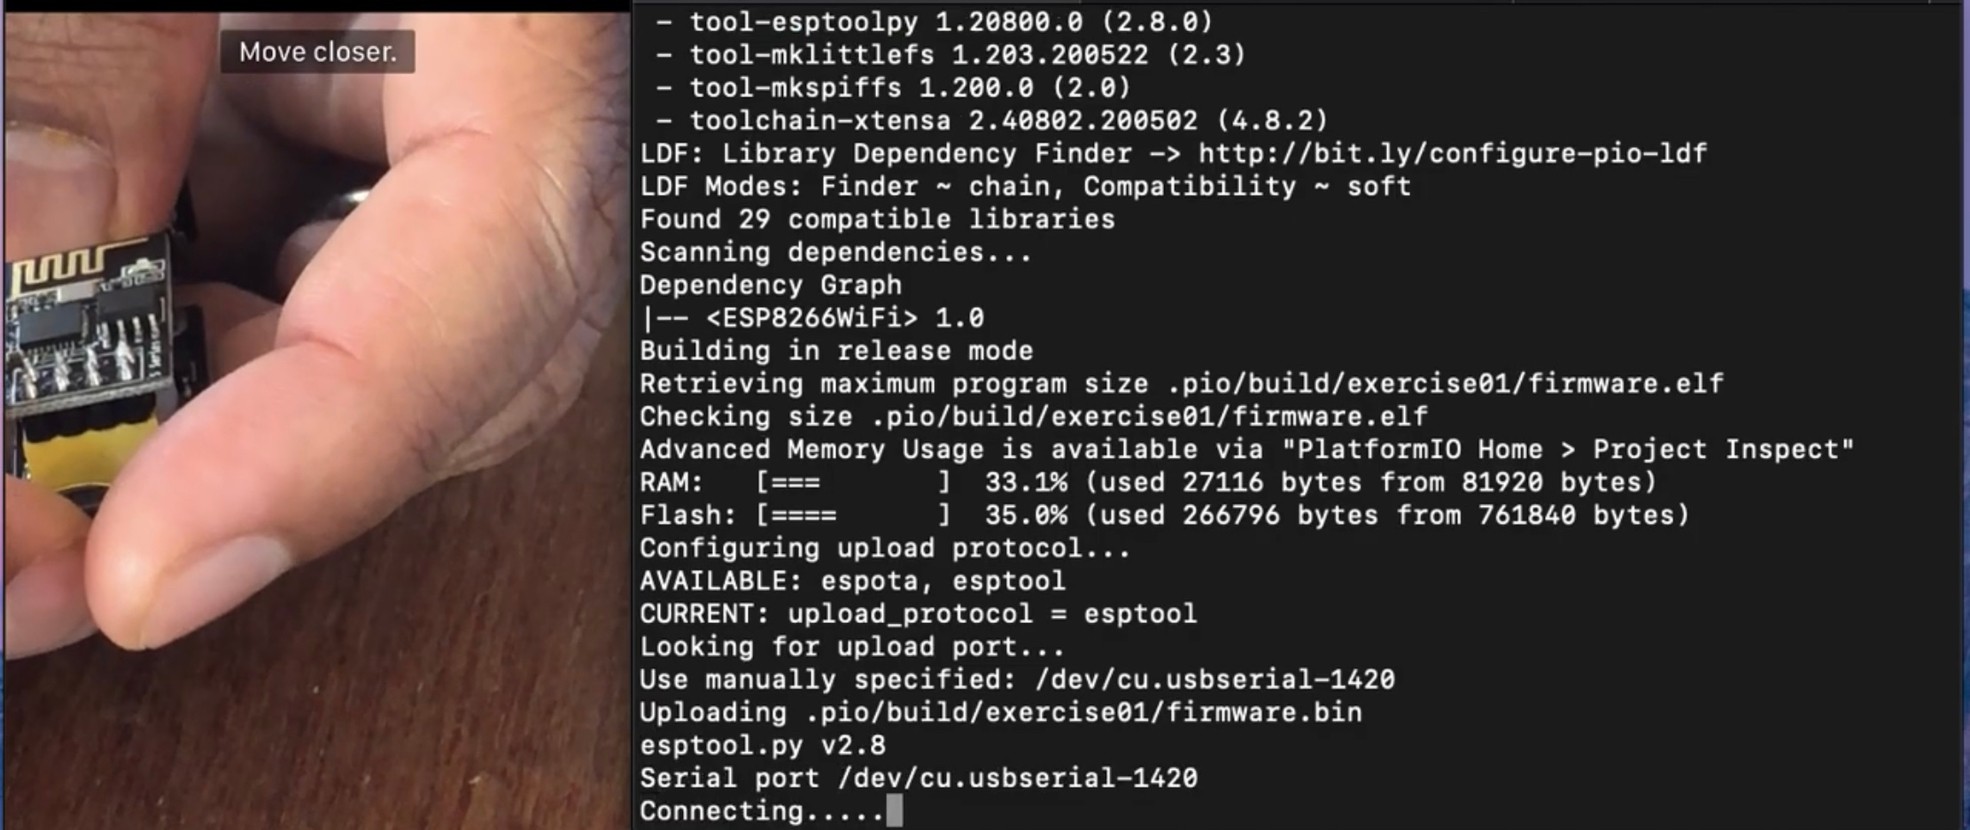 Move closer.
- tool-esptoolpy 1.20800.0 (2.8.0)
- tool-mklittlefs 1.203.200522 (2.3)
- tool-mkspiffs 1.200.0 (2.0)
- toolchain-xtensa 2.40802.200502 (4.8.2)
LDF: Library Dependency Finder -> http://bit.ly/configure-pio-ldf
LDF Modes: Finder ~ chain, Compatibility ~ soft
Found 29 compatible libraries
Scanning dependencies...
Dependency Graph
|-- <ESP8266WiFi> 1.0
Building in release mode
Retrieving maximum program size .pio/build/exercise01/firmware.elf
Checking size .pio/build/exercise01/firmware.elf
Advanced Memory Usage is available via "PlatformIO Home > Project Inspect"
RAM:   [===       ]  33.1% (used 27116 bytes from 81920 bytes)
Flash: [====      ]  35.0% (used 266796 bytes from 761840 bytes)
Configuring upload protocol...
AVAILABLE: espota, esptool
CURRENT: upload_protocol = esptool
Looking for upload port...
Use manually specified: /dev/cu.usbserial-1420
Uploading .pio/build/exercise01/firmware.bin
esptool.py v2.8
Serial port /dev/cu.usbserial-1420
Connecting.....